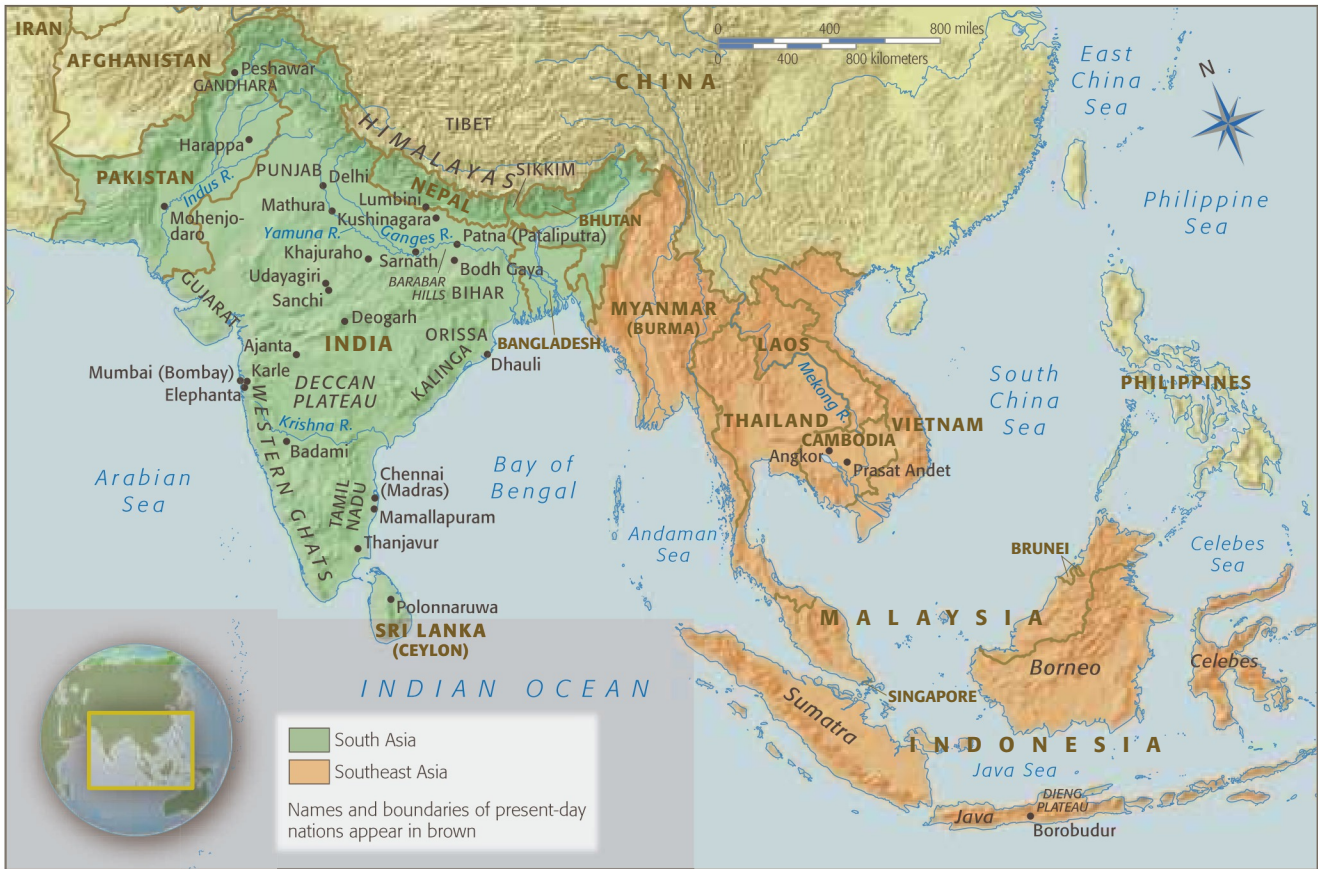 IRAN
AFGHANISTAN
Peshawar
GANDHARA
Harappa
PAKISTAN
Indus R.
Mohenjo-
daro
PUNJAB
Delhi
Mathura
Yamuna R.
HIMALAYAS
TIBET
CHINA
0 400 800 miles
0 400 800 kilometers
N
East
China
Sea
Philippine
Sea
SIKKIM
NEPAL
Lumbini
Kushinagara
BHUTAN
Ganges R.
Patna (Pataliputra)
Khajuraho
Sarnath
Bodh Gaya
BARABAR
HILLS
BIHAR
Udayagiri
Sanchi
GUJARAT
Deogarh
INDIA
ORISSA
BANGLADESH
Ajanta
Dhauli
KALINGA
Mumbai (Bombay)
Karle
Elephanta
DECCAN
PLATEAU
WESTERN GHATS
Krishna R.
Badami
Arabian
Sea
Bay of
Bengal
Chennai
(Madras)
TAMIL
NADU
Mamallapuram
Thanjavur
Polonnaruwa
SRI LANKA
(CEYLON)
INDIAN OCEAN
MYANMAR
(BURMA)
LAOS
Mekong R.
THAILAND
VIETNAM
CAMBODIA
Angkor
Prasat Andet
South
China
Sea
PHILIPPINES
Andaman
Sea
BRUNEI
Celebes
Sea
MALAYSIA
Borneo
Celebes
SINGAPORE
Sumatra
INDONESIA
Java Sea
DIENG
PLATEAU
Java
Borobudur
South Asia
Southeast Asia
Names and boundaries of present-day
nations appear in brown